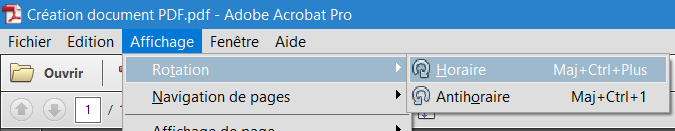 Création document PDF.pdf - Adobe Acrobat Pro
Fichier Edition Affichage Fenêtre Aide
Ouvrir Rotation Horaire Maj+Ctrl+Plus
1 / Navigation de pages Antihoraire Maj+Ctrl+1
Affichage de page